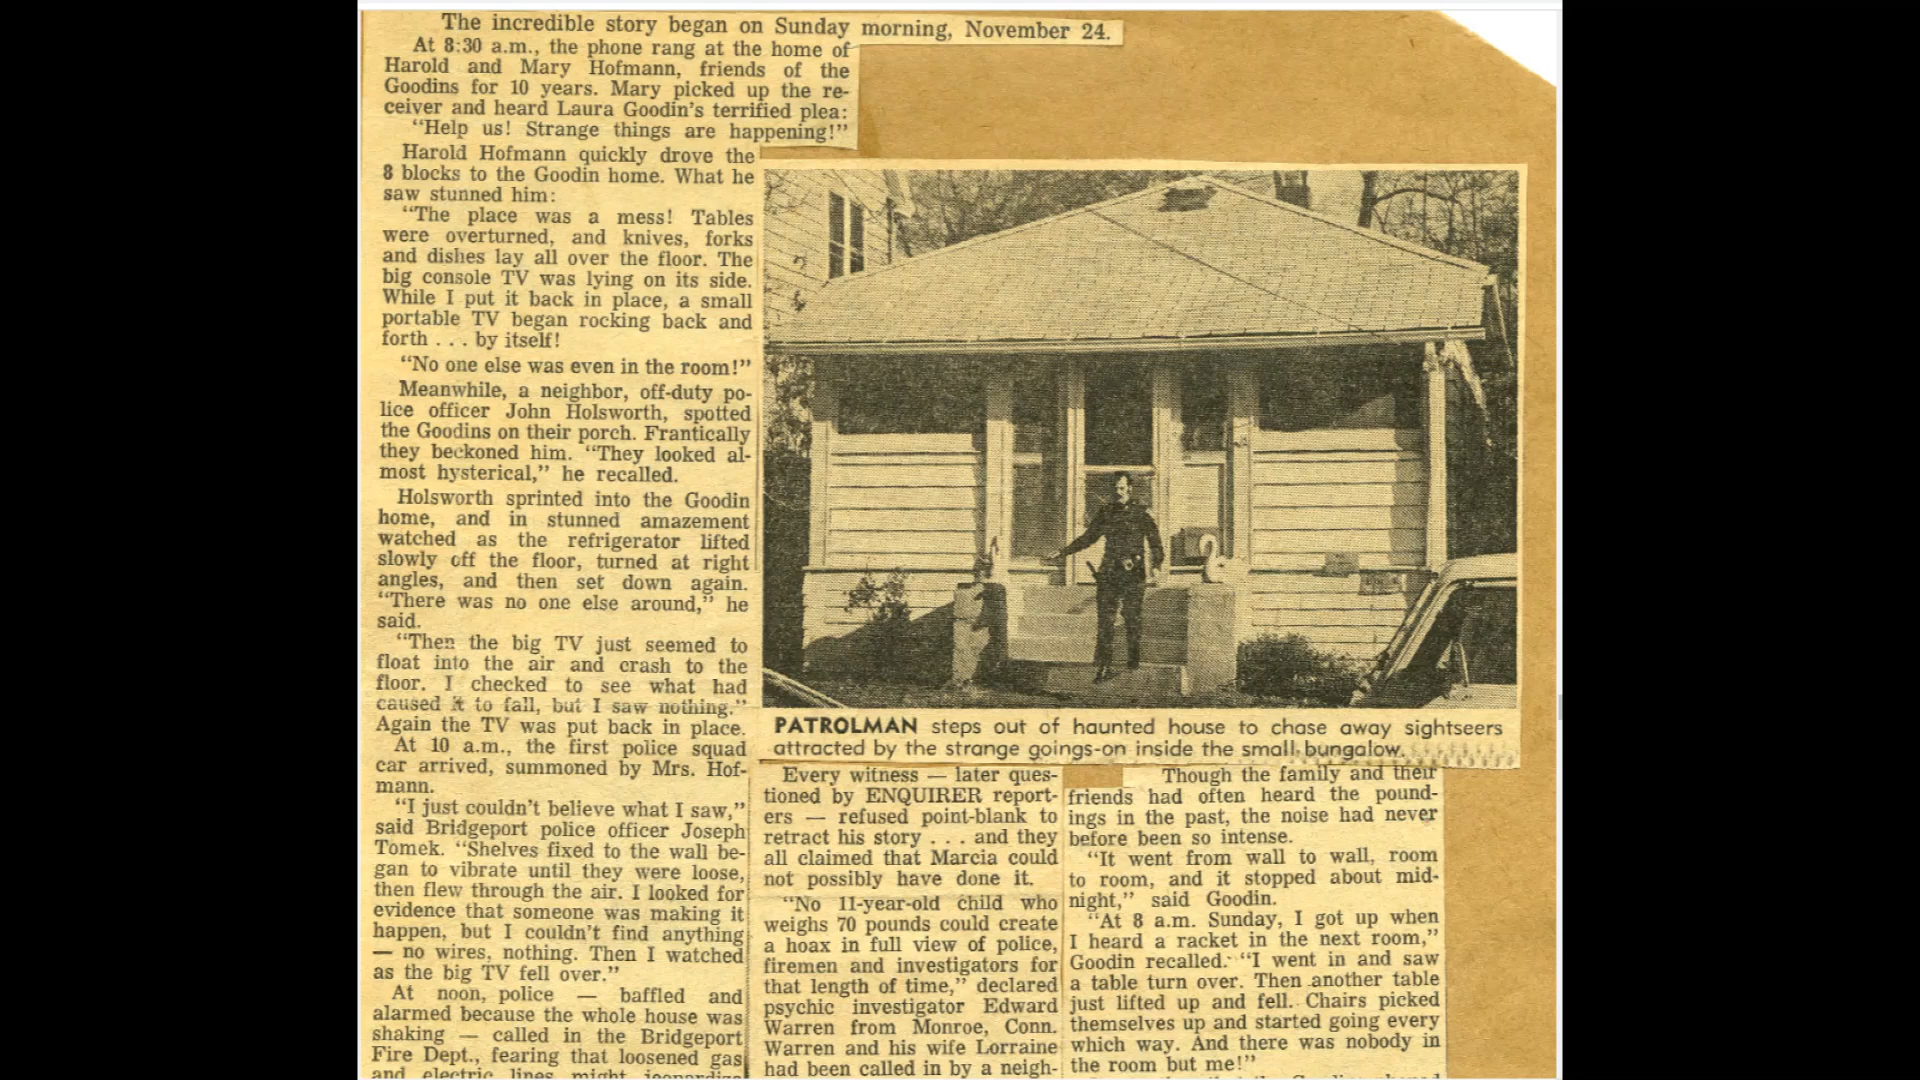 The incredible story began on Sunday morning, November 24.
At 8:30 a.m., the phone rang at the home of
Harold and Mary Hofmann, friends of the
Goodins for 10 years. Mary picked up the re-
ceiver and heard Laura Goodin's terrified plea:
"Help us! Strange things are happening!"
Harold Hofmann quickly drove the
8 blocks to the Goodin home. What he
saw stunned him:
"The place was a mess! Tables
were overturned, and knives, forks
and dishes lay all over the floor. The
big console TV was lying on its side.
While I put it back in place, a small
portable TV began rocking back and
forth . . . by itself!
"No one else was even in the room!"
Meanwhile, a neighbor, off-duty po-
lice officer John Holsworth, spotted
the Goodins on their porch. Frantically
they beckoned him. "They looked al-
most hysterical," he recalled.
Holsworth sprinted into the Goodin
home, and in stunned amazement
watched as the refrigerator lifted
slowly off the floor, turned at right
angles, and then set down again.
"There was no one else around," he
said.
"Then the big TV just seemed to
float into the air and crash to the
floor. I checked to see what had
caused it to fall, but I saw nothing."
Again the TV was put back in place.
At 10 a.m., the first police squad
car arrived, summoned by Mrs. Hof-
mann.
"I just couldn't believe what I saw,"
said Bridgeport police officer Joseph
Tomek. "Shelves fixed to the wall be-
gan to vibrate until they were loose,
then flew through the air. I looked for
evidence that someone was making it
happen, but I couldn't find anything
— no wires, nothing. Then I watched
as the big TV fell over."
At noon, police — baffled and
alarmed because the whole house was
shaking — called in the Bridgeport
Fire Dept., fearing that loosened gas
and electric lines might jeopardize
PATROLMAN steps out of haunted house to chase away sightseers
attracted by the strange goings-on inside the small bungalow.
Every witness — later ques-
tioned by ENQUIRER report-
ers — refused point-blank to
retract his story . . . and they
all claimed that Marcia could
not possibly have done it.
"No 11-year-old child who
weighs 70 pounds could create
a hoax in full view of police,
firemen and investigators for
that length of time," declared
psychic investigator Edward
Warren from Monroe, Conn.
Warren and his wife Lorraine
had been called in by a neigh-
Though the family and their
friends had often heard the pound-
ings in the past, the noise had never
before been so intense.
"It went from wall to wall, room
to room, and it stopped about mid-
night," said Goodin.
"At 8 a.m. Sunday, I got up when
I heard a racket in the next room,"
Goodin recalled. "I went in and saw
a table turn over. Then another table
just lifted up and fell. Chairs picked
themselves up and started going every
which way. And there was nobody in
the room but me!"